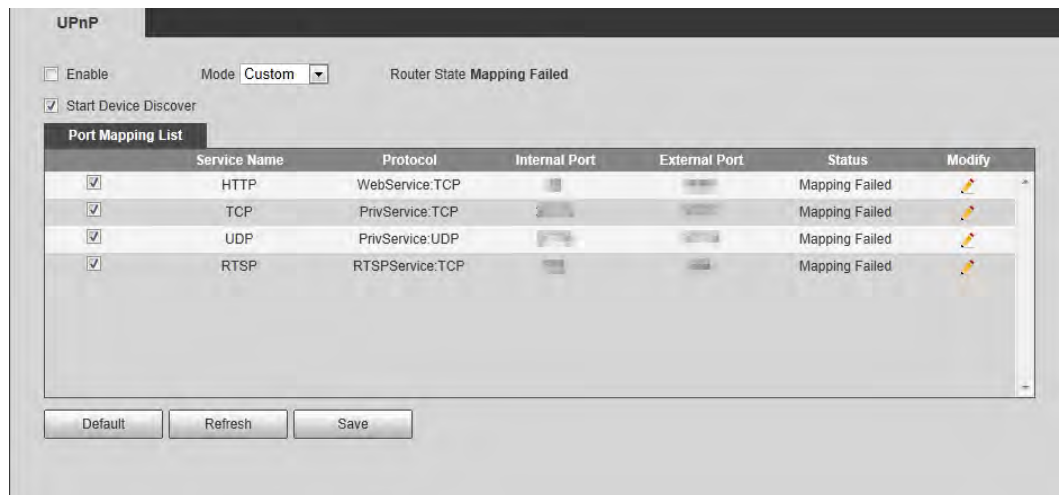 UPnP
Enable Mode Custom Router State Mapping Failed
Start Device Discover
Port Mapping List
Service Name Protocol Internal Port External Port Status Modify
HTTP WebService:TCP Mapping Failed
TCP PrivService:TCP Mapping Failed
UDP PrivService:UDP Mapping Failed
RTSP RTSPService:TCP Mapping Failed
Default Refresh Save